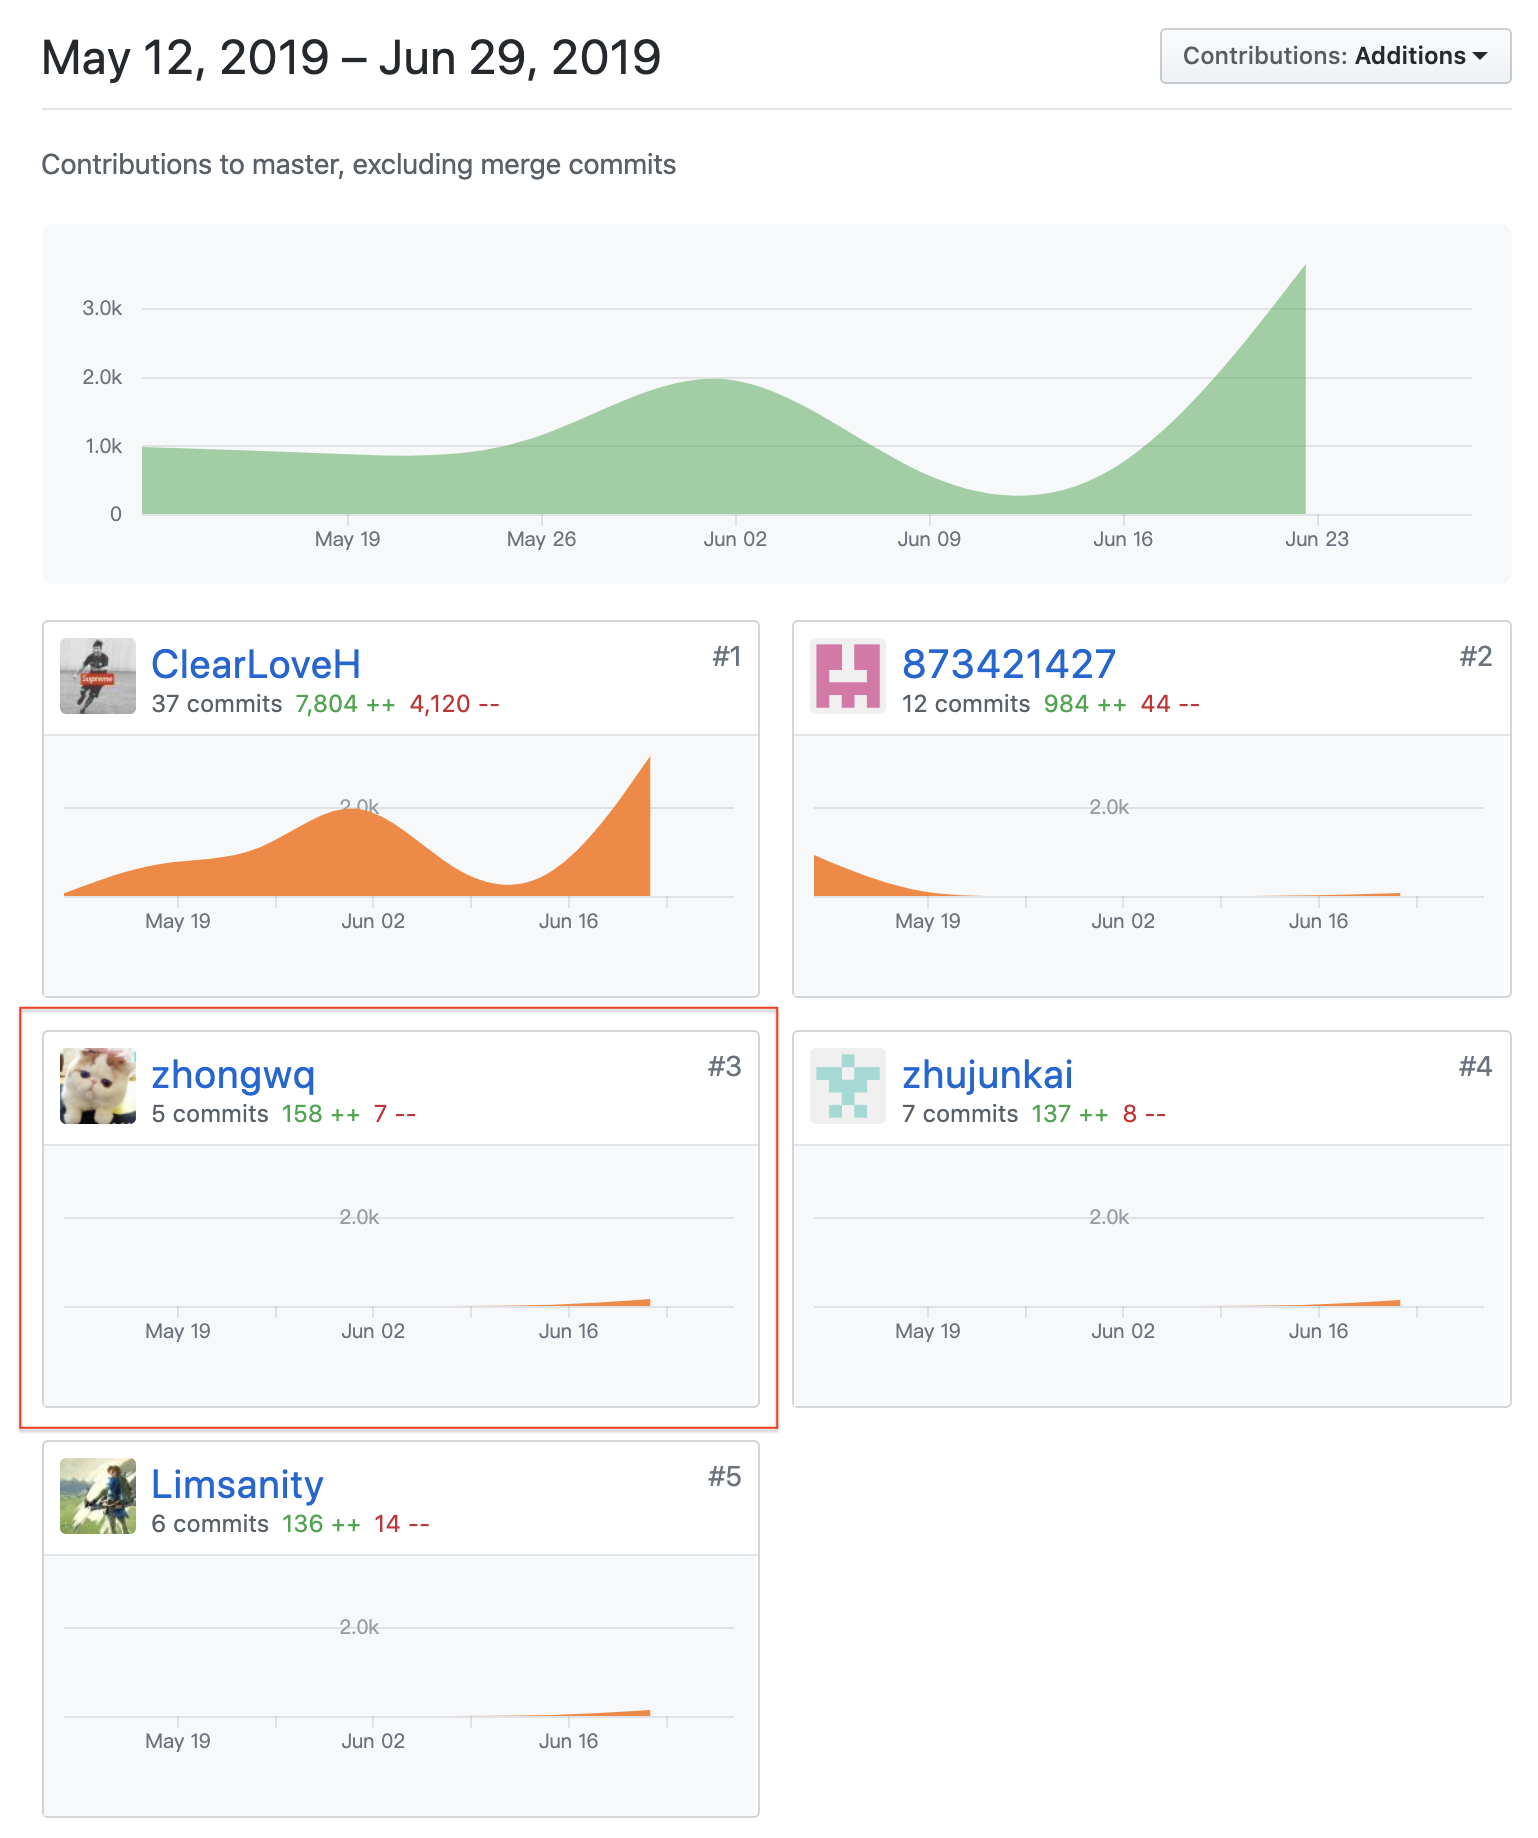 May 12, 2019 – Jun 29, 2019
Contributions: Additions
Contributions to master, excluding merge commits
3.0k
2.0k
1.0k
0
May 19 May 26 Jun 02 Jun 09 Jun 16 Jun 23
ClearLoveH #1
37 commits 7,804 ++ 4,120 --
Supreme
2.0k
May 19 Jun 02 Jun 16
873421427 #2
12 commits 984 ++ 44 --
2.0k
May 19 Jun 02 Jun 16
zhongwq #3
5 commits 158 ++ 7 --
2.0k
May 19 Jun 02 Jun 16
zhujunkai #4
7 commits 137 ++ 8 --
2.0k
May 19 Jun 02 Jun 16
Limsanity #5
6 commits 136 ++ 14 --
2.0k
May 19 Jun 02 Jun 16